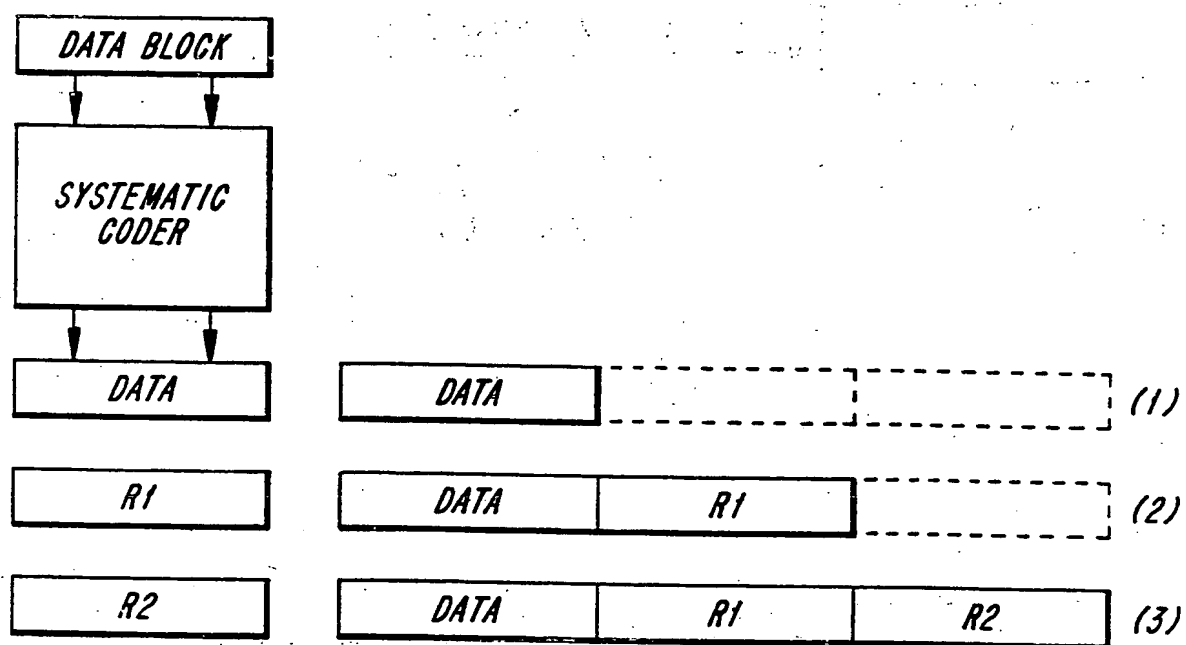 DATA BLOCK
SYSTEMATIC
CODER
DATA
DATA
(1)
R1
DATA
R1
(2)
R2
DATA
R1
R2
(3)